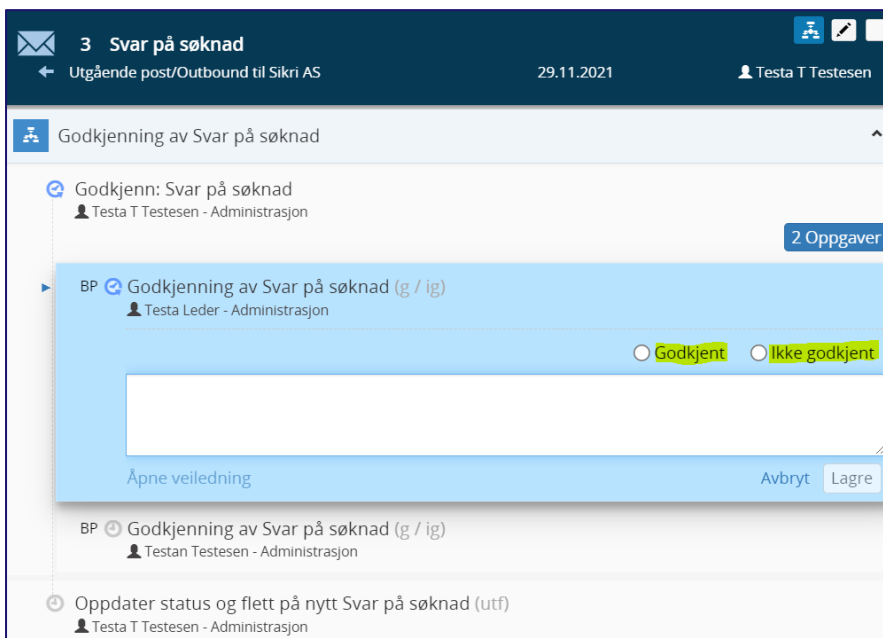 3 Svar på søknad
Utgående post/Outbound til Sikri AS 29.11.2021 Testa T Testesen
Godkjenning av Svar på søknad
Godkjenn: Svar på søknad
Testa T Testesen - Administrasjon
2 Oppgaver
BP Godkjenning av Svar på søknad (g / ig)
Testa Leder - Administrasjon
Godkjent Ikke godkjent
Åpne veiledning Avbryt Lagre
BP Godkjenning av Svar på søknad (g / ig)
Testan Testesen - Administrasjon
Oppdater status og flett på nytt Svar på søknad (utf)
Testa T Testesen - Administrasjon